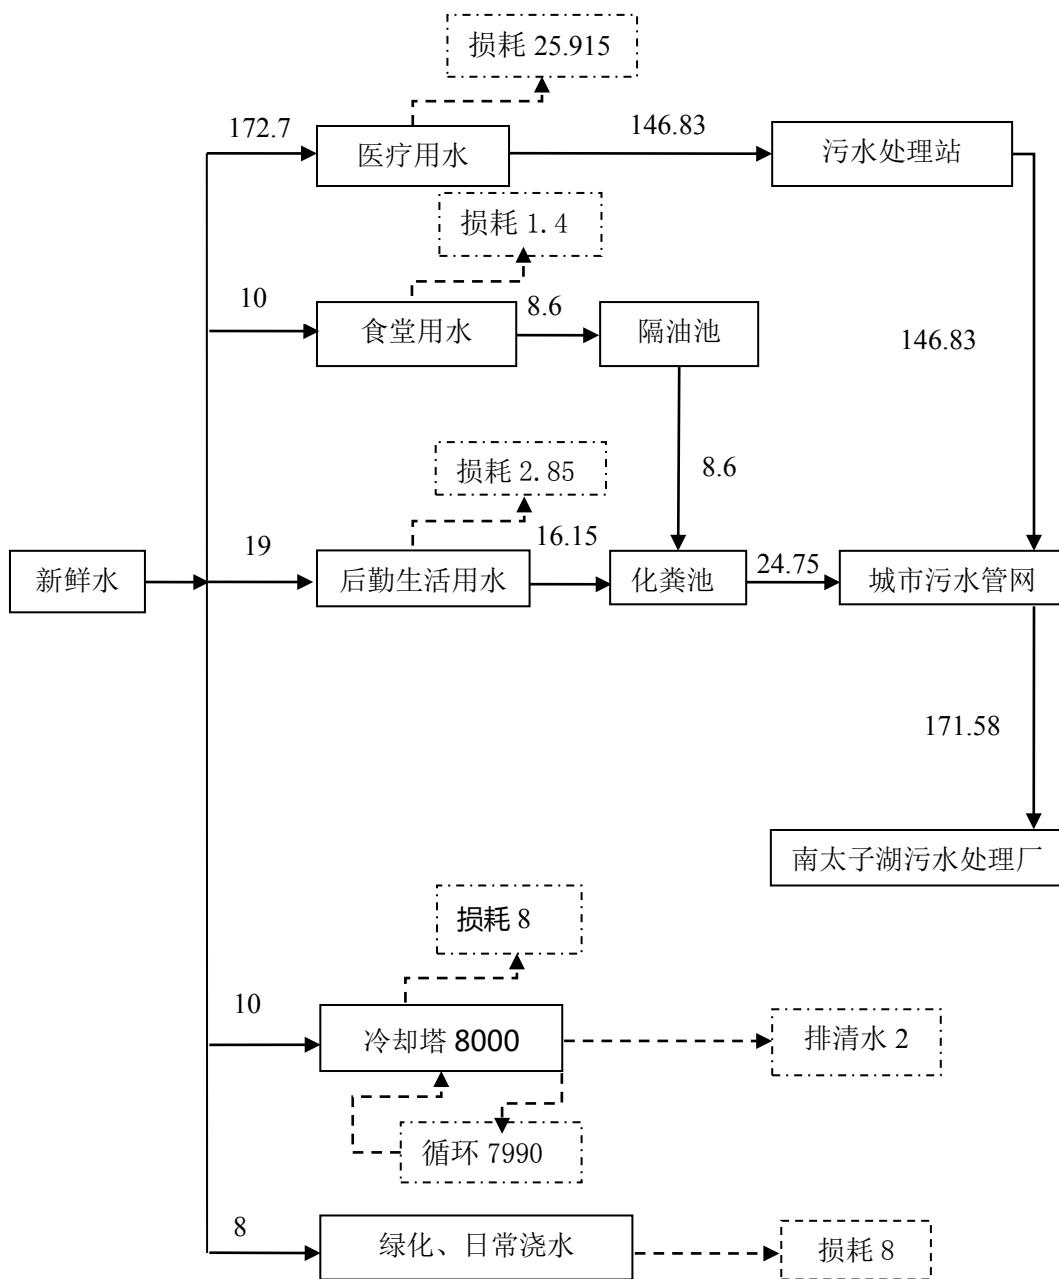 损耗 25.915
172.7
医疗用水
146.83
污水处理站
损耗 1.4
10
食堂用水
8.6
隔油池
146.83
损耗 2.85
8.6
新鲜水
19
后勤生活用水
16.15
化粪池
24.75
城市污水管网
171.58
南太子湖污水处理厂
损耗 8
10
冷却塔 8000
排清水 2
循环 7990
8
绿化、日常浇水
损耗 8